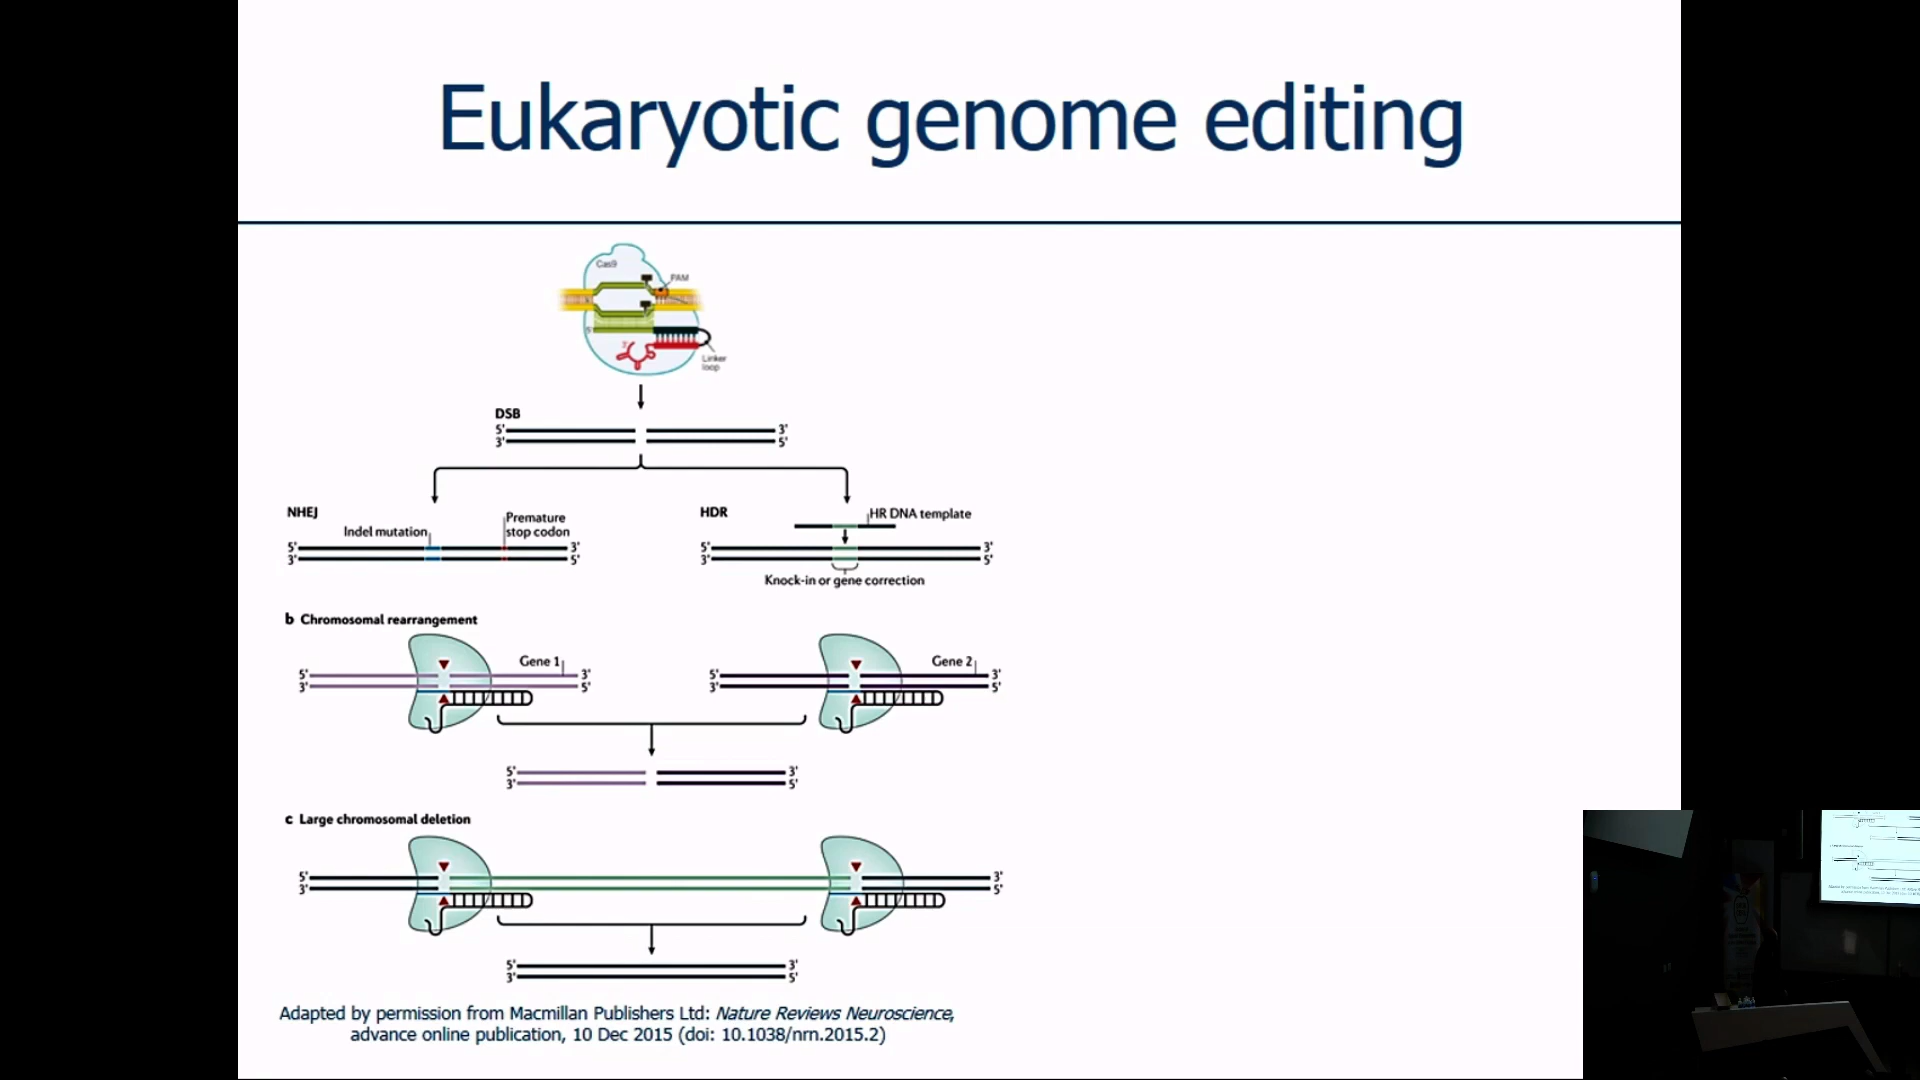 Eukaryotic genome editing
Cas9
PAM
5'
3'
Linker
loop
DSB
5' 3'
3' 5'
NHEJ
Indel mutation
Premature
stop codon
5' 3'
3' 5'
HDR
HR DNA template
5' 3'
3' 5'
Knock-in or gene correction
b Chromosomal rearrangement
Gene 1
5' 3'
3' 5'
Gene 2
5' 3'
3' 5'
5' 3'
3' 5'
c Large chromosomal deletion
5' 3'
3' 5'
5' 3'
3' 5'
Adapted by permission from Macmillan Publishers Ltd: Nature Reviews Neuroscience,
advance online publication, 10 Dec 2015 (doi: 10.1038/nrn.2015.2)